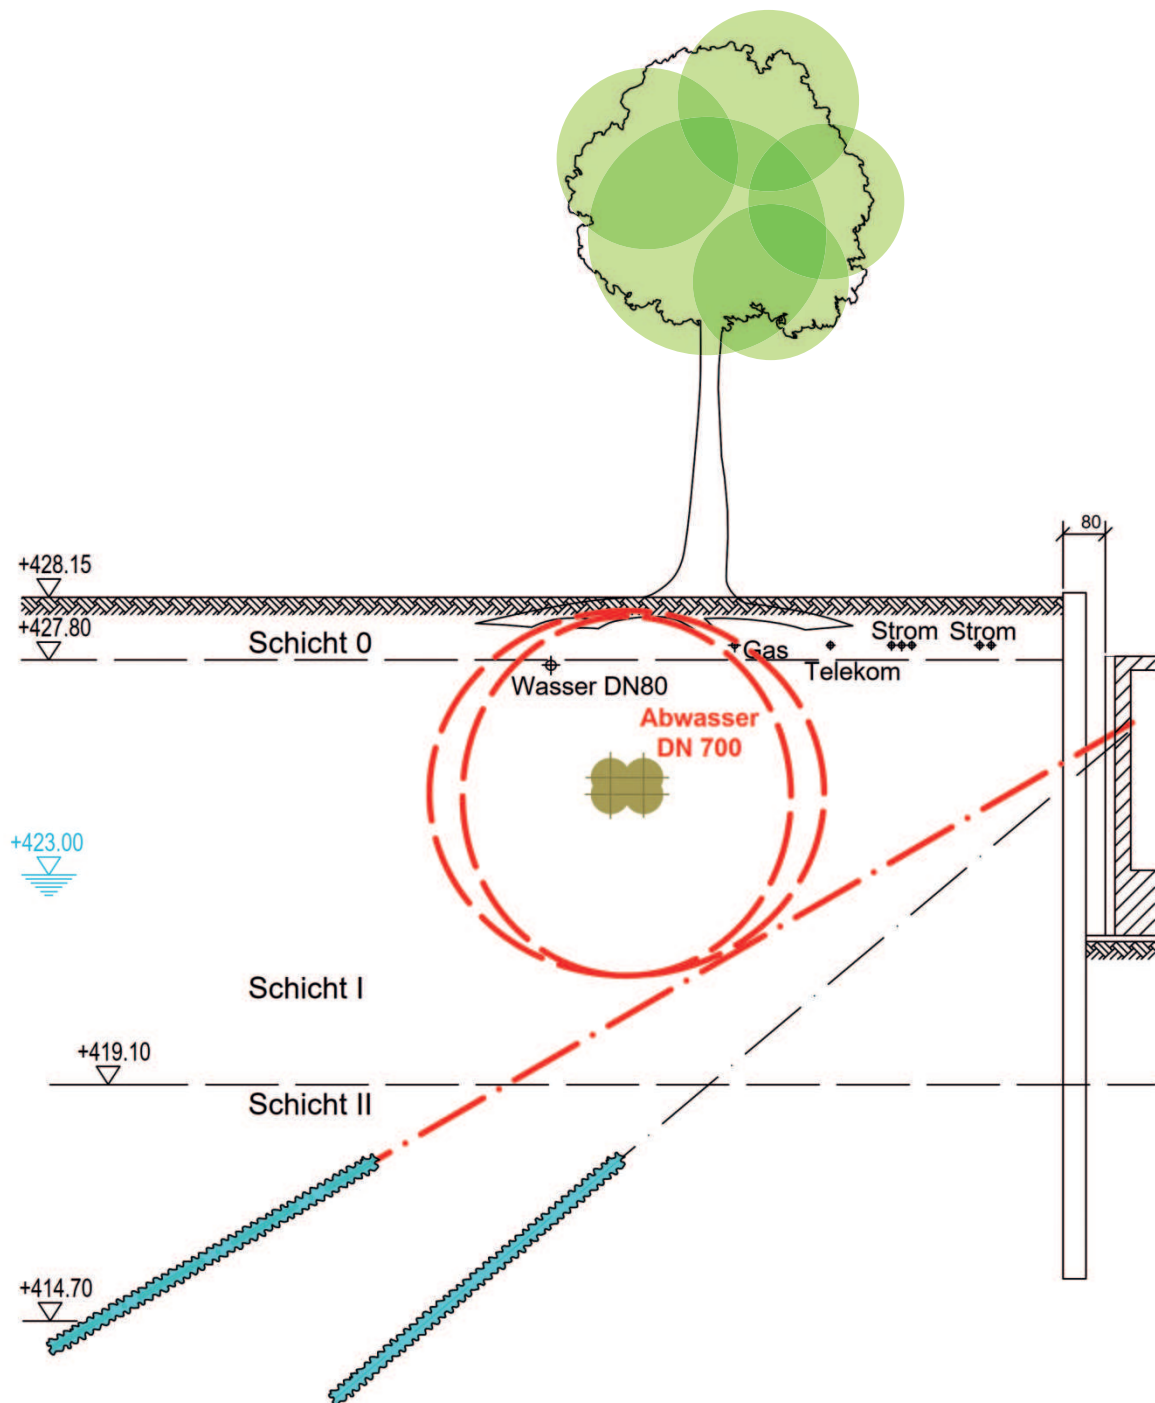 80
+428.15
+427.80
Schicht 0
Strom
Strom
Gas
Telekom
Wasser DN80
Abwasser
DN 700
+423.00
Schicht I
+419.10
Schicht II
+414.70